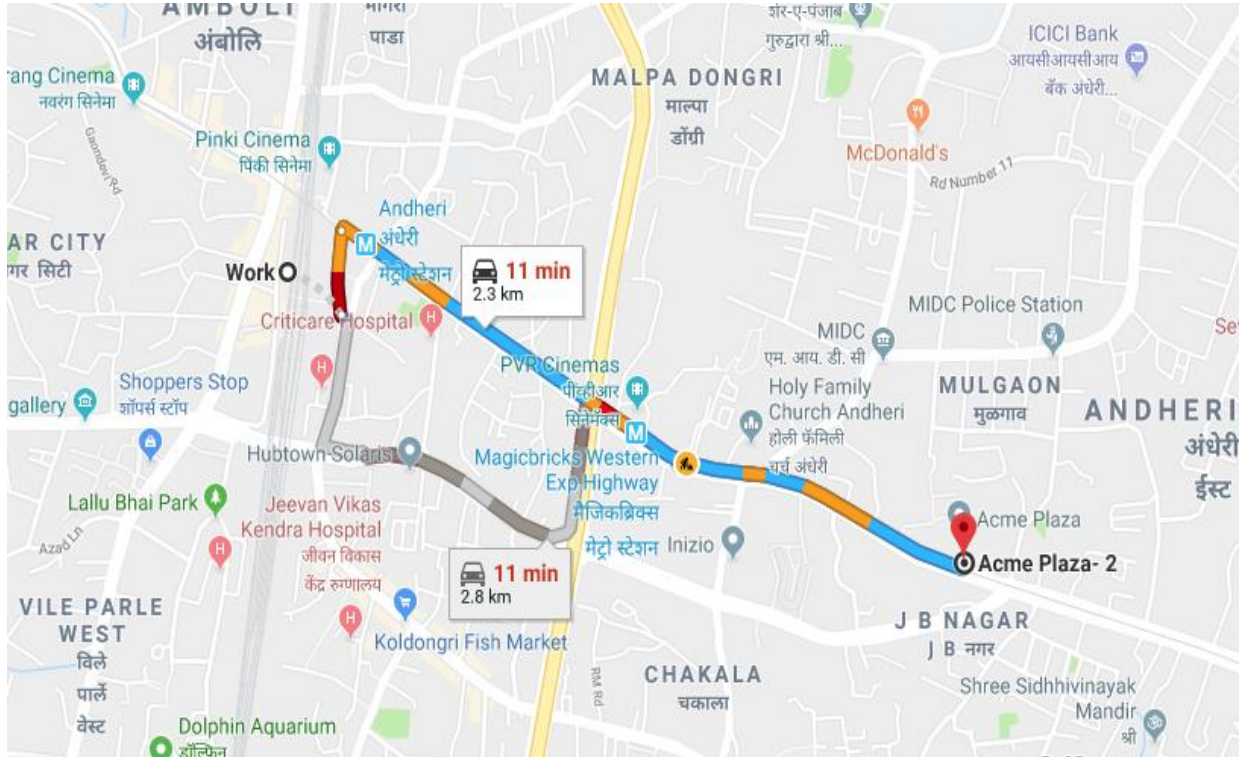 AMBOLI
अंबोलि
पाडा
शेर-ए-पंजाब
गुरुद्वारा श्री...
ICICI Bank
आयसीआयसीआय
बॅंक अंधेरी...
rang Cinema
नवरंग सिनेमा
MALPA DONGRI
माल्पा
डोंग्री
McDonald's
Rd Number 11
Gaondevi Rd
Pinki Cinema
पिंकी सिनेमा
AR CITY
गर सिटी
Andheri
अंधेरी
मेट्रो स्टेशन
M
Work
11 min
2.3 km
Criticare Hospital
H
H
MIDC Police Station
MIDC
एम. आय. डी. सी
Se
PVR Cinemas
पीव्हीआर
सिनेमॅक्स
M
Shoppers Stop
शॉपर्स स्टॉप
gallery
Holy Family
Church Andheri
होली फॅमिली
चर्च अंधेरी
MULGAON
मुळगाव
ANDHERI
अंधेरी
ईस्ट
Hubtown Solaris
Magicbricks Western
Exp Highway
मैजिकब्रिक्स
मेट्रो स्टेशन
Lallu Bhai Park
Azad Ln
Jeevan Vikas
Kendra Hospital
जीवन विकास
केंद्र रुग्णालय
H
H
Inizio
Acme Plaza
Acme Plaza- 2
11 min
2.8 km
VILE PARLE
WEST
विले
पार्ले
वेस्ट
Koldongri Fish Market
RM Rd
J B NAGAR
J B नगर
CHAKALA
चकाला
Shree Sidhhivinayak
Mandir
श्री
Dolphin Aquarium
डॉल्फिन